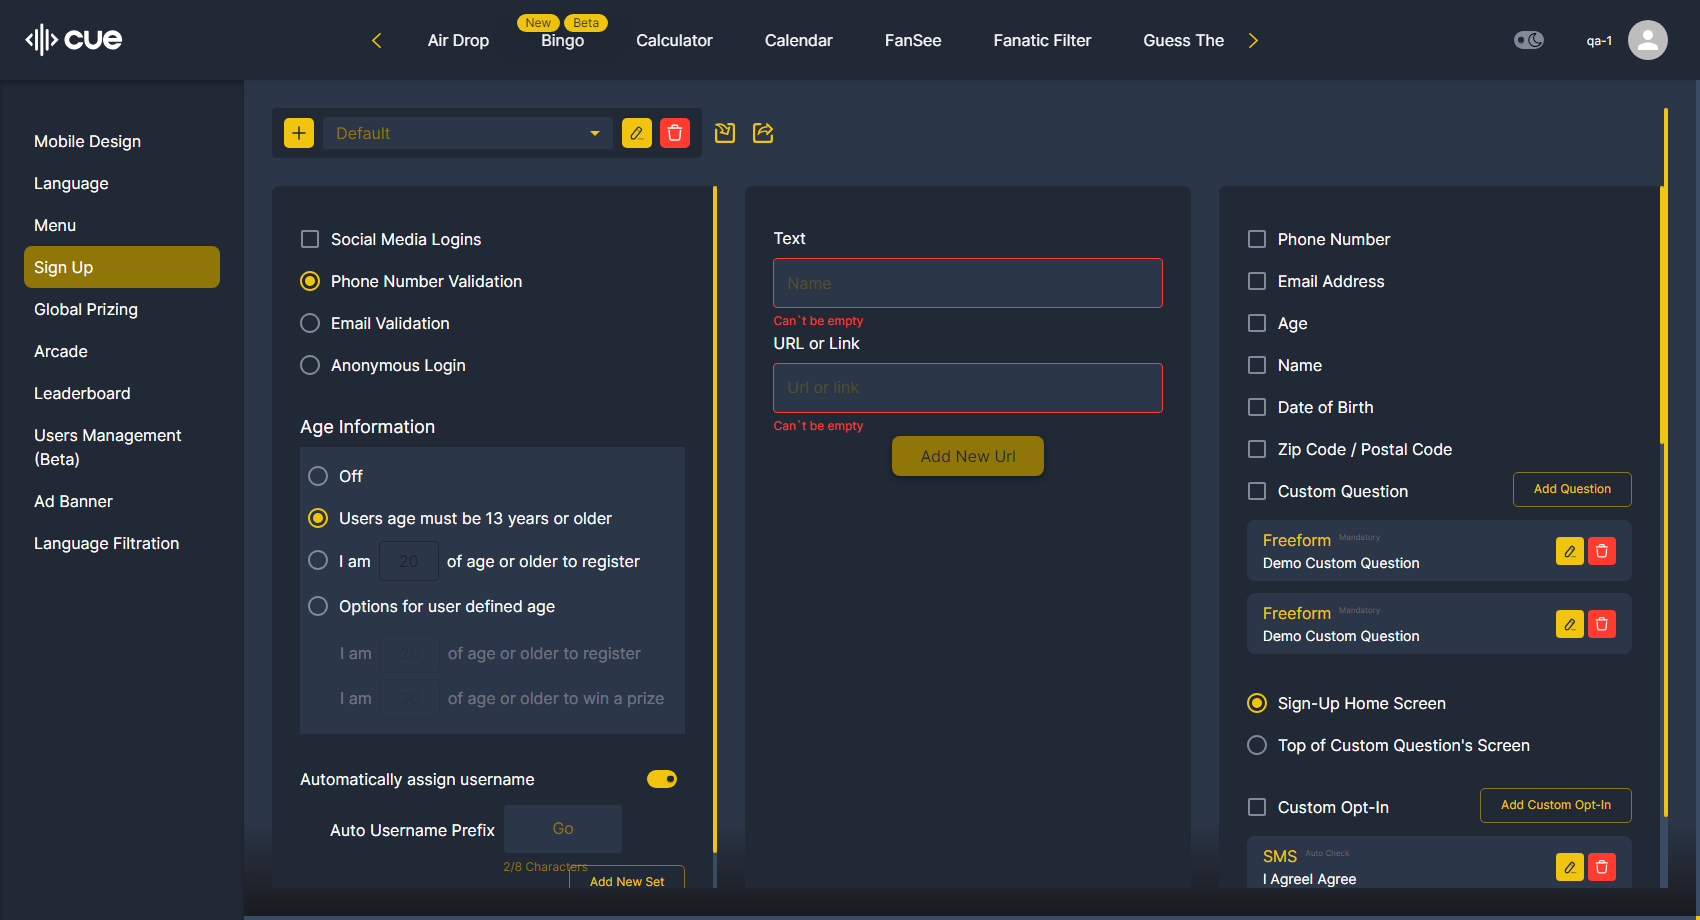 cue
Air Drop
New
Beta
Bingo
Calculator
Calendar
FanSee
Fanatic Filter
Guess The
qa-1
Mobile Design
Language
Menu
Sign Up
Global Prizing
Arcade
Leaderboard
Users Management
(Beta)
Ad Banner
Language Filtration
Default
Social Media Logins
Phone Number Validation
Email Validation
Anonymous Login
Age Information
Off
Users age must be 13 years or older
I am 20 of age or older to register
Options for user defined age
I am 20 of age or older to register
I am 30 of age or older to win a prize
Automatically assign username
Auto Username Prefix Go
2/8 Characters
Add New Set
Text
Name
Can`t be empty
URL or Link
Url or link
Can`t be empty
Add New Url
Phone Number
Email Address
Age
Name
Date of Birth
Zip Code / Postal Code
Custom Question
Add Question
Freeform Mandatory
Demo Custom Question
Freeform Mandatory
Demo Custom Question
Sign-Up Home Screen
Top of Custom Question's Screen
Custom Opt-In
Add Custom Opt-In
SMS Auto Check
I AgreeI Agree